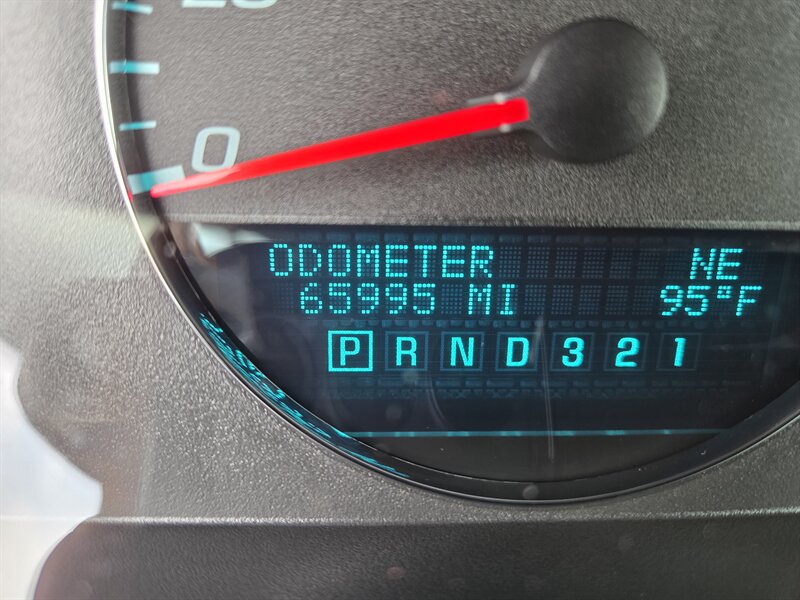 0
ODOMETER NE
65995 MI 95°F
P R N D 3 2 1